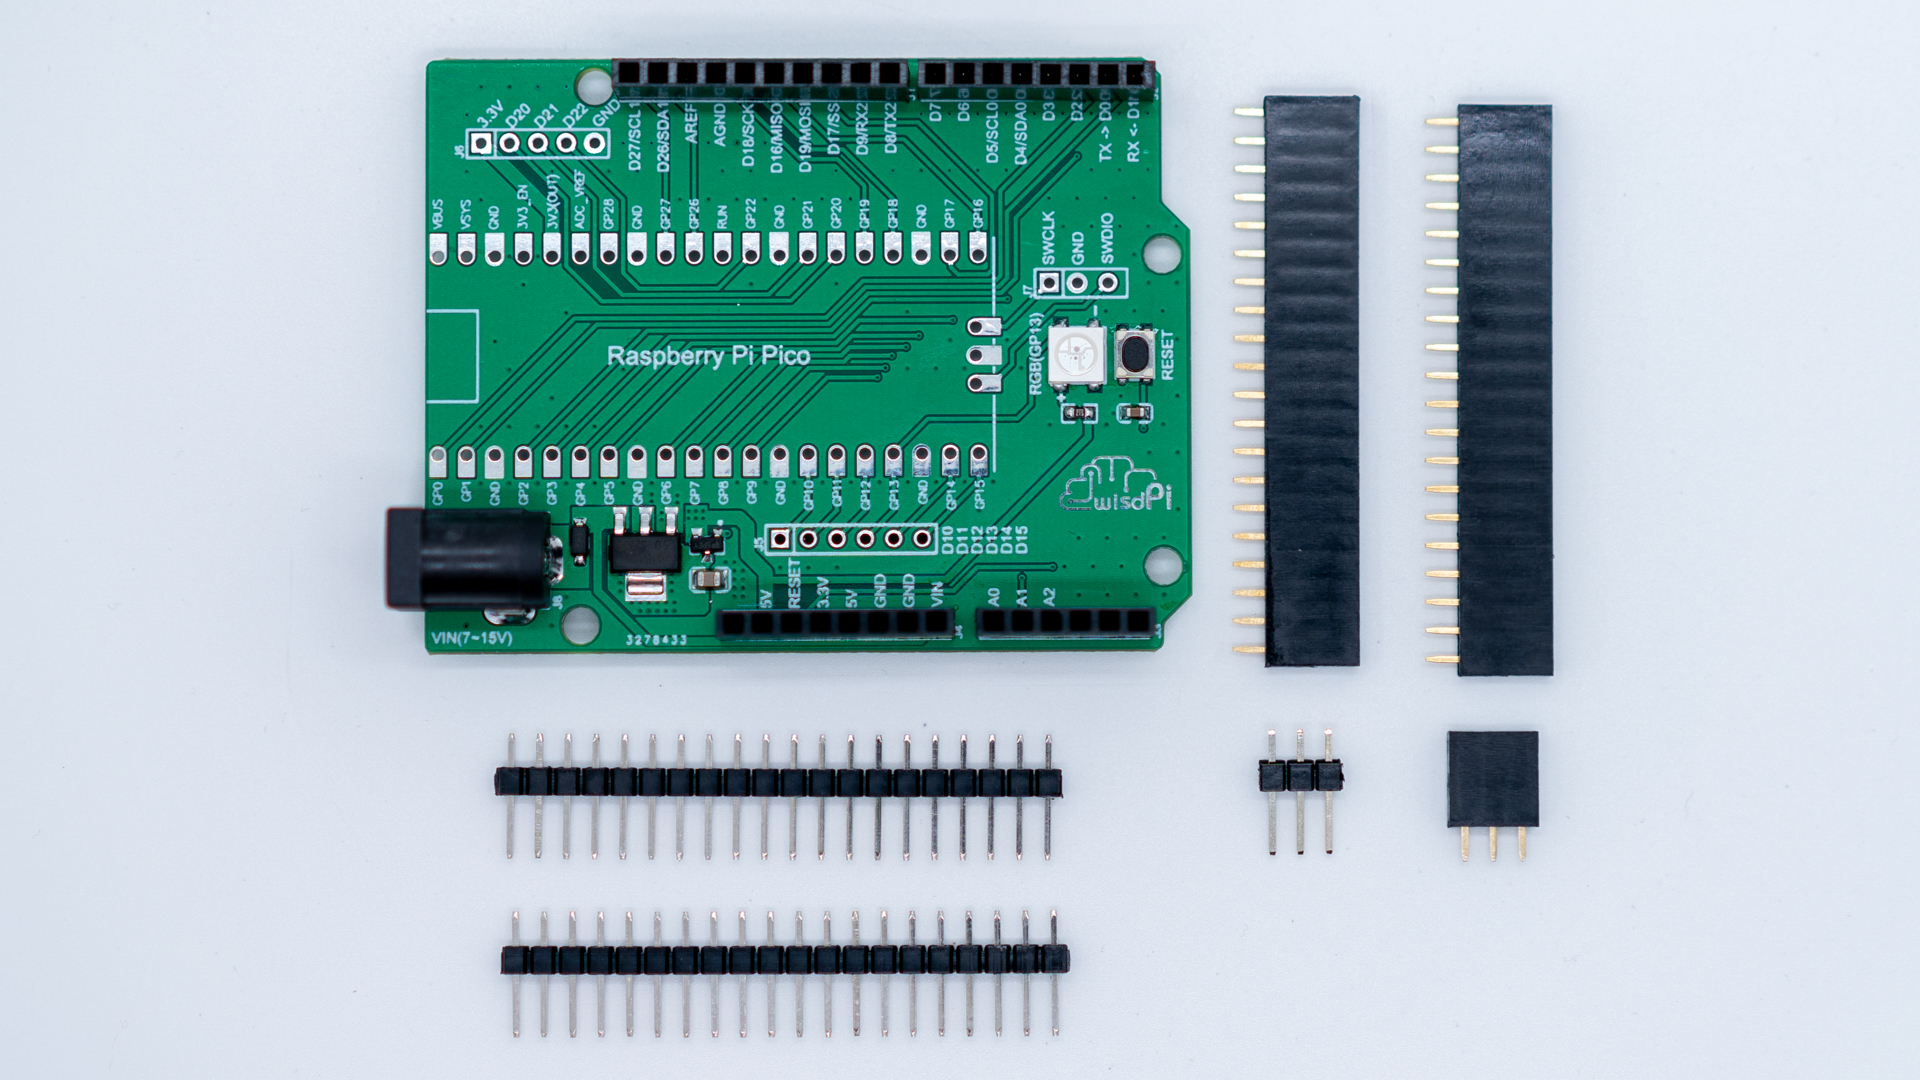 3.3V
D20
D21
D22
GND
J6
D27/SCL1
D26/SDA1
AREF
AGND
D18/SCK
D16/MISO
D19/MOSI
D17/SS
D9/RX2
D8/TX2
D7
D6
D5/SCL0
D4/SDA0
D3
D2
TX -> D0
RX <- D1
VBUS
VSYS
GND
3V3_EN
3V3(OUT)
ADC_VREF
GP28
GND
GP27
GP26
RUN
GP22
GND
GP21
GP20
GP19
GP18
GND
GP17
GP16
SWCLK
GND
SWDIO
J7
Raspberry Pi Pico
RGB(GP13)
-
+
RESET
GP0
GP1
GND
GP2
GP3
GP4
GP5
GND
GP6
GP7
GP8
GP9
GND
GP10
GP11
GP12
GP13
GND
GP14
GP15
wisdPi
J5
D10
D11
D12
D13
D14
D15
J8
5V
RESET
3.3V
5V
GND
GND
VIN
J4
A0
A1
A2
VIN(7~15V)
3278433